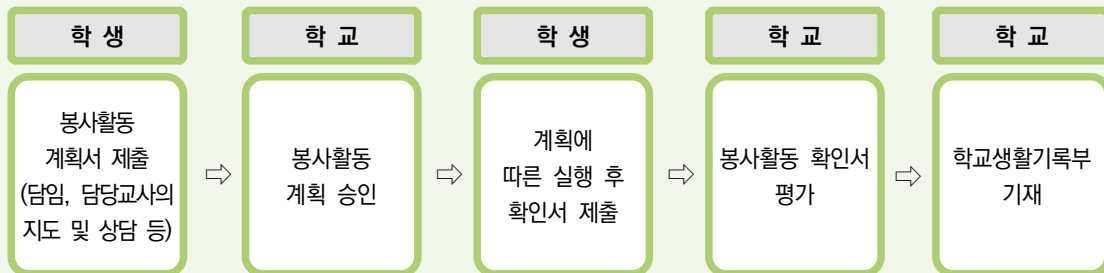 학 생
봉사활동
계획서 제출
(담임, 담당교사의
지도 및 상담 등)
⇨
학 교
봉사활동
계획 승인
⇨
학 생
계획에
따른 실행 후
확인서 제출
⇨
학 교
봉사활동 확인서
평가
⇨
학 교
학교생활기록부
기재